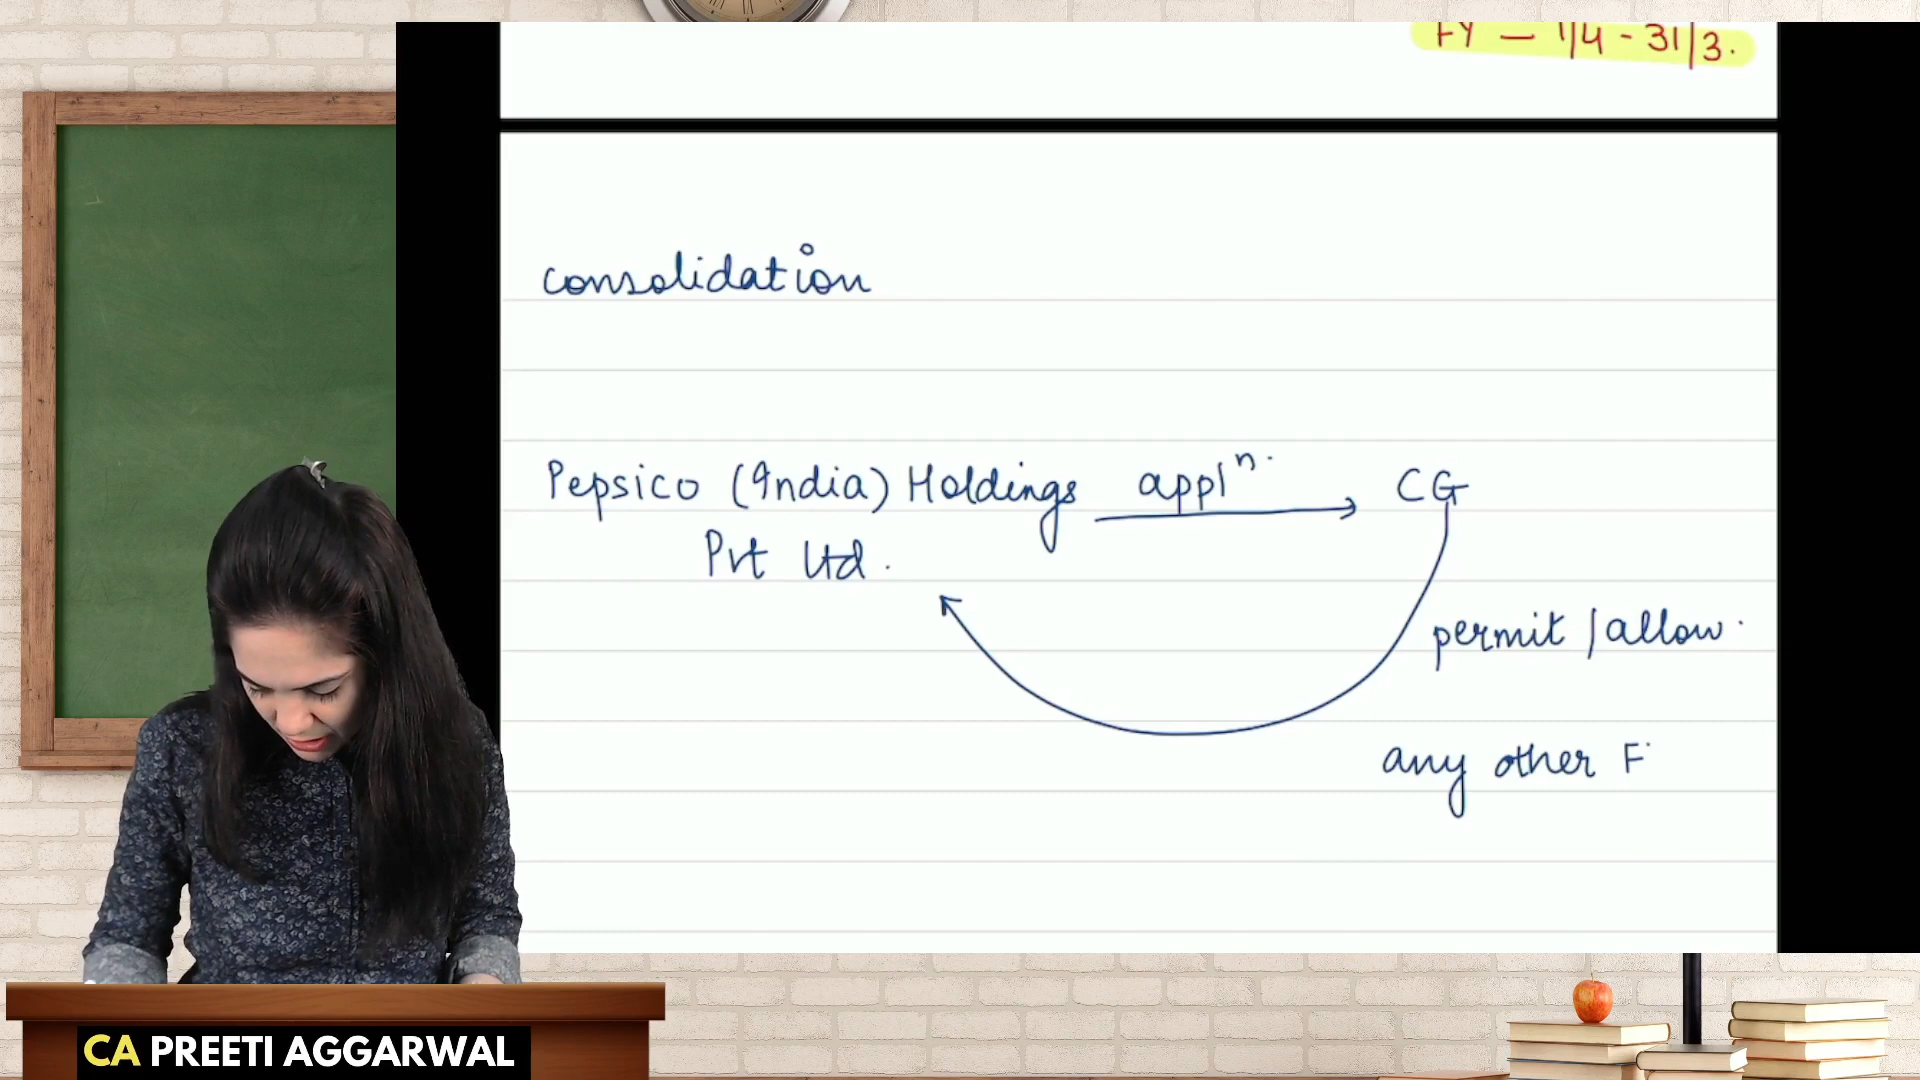 FY - 1/4 - 31/3.
consolidation
Pepsico (India) Holdings applⁿ. CG
Pvt Ltd.
permit / allow.
any other F
CA PREETI AGGARWAL